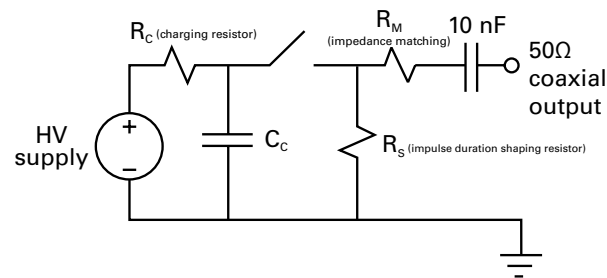 R_C (charging resistor)
R_M
(impedance matching)
10 nF
50Ω
coaxial
output
HV
supply
+
−
C_C
R_S (impulse duration shaping resistor)